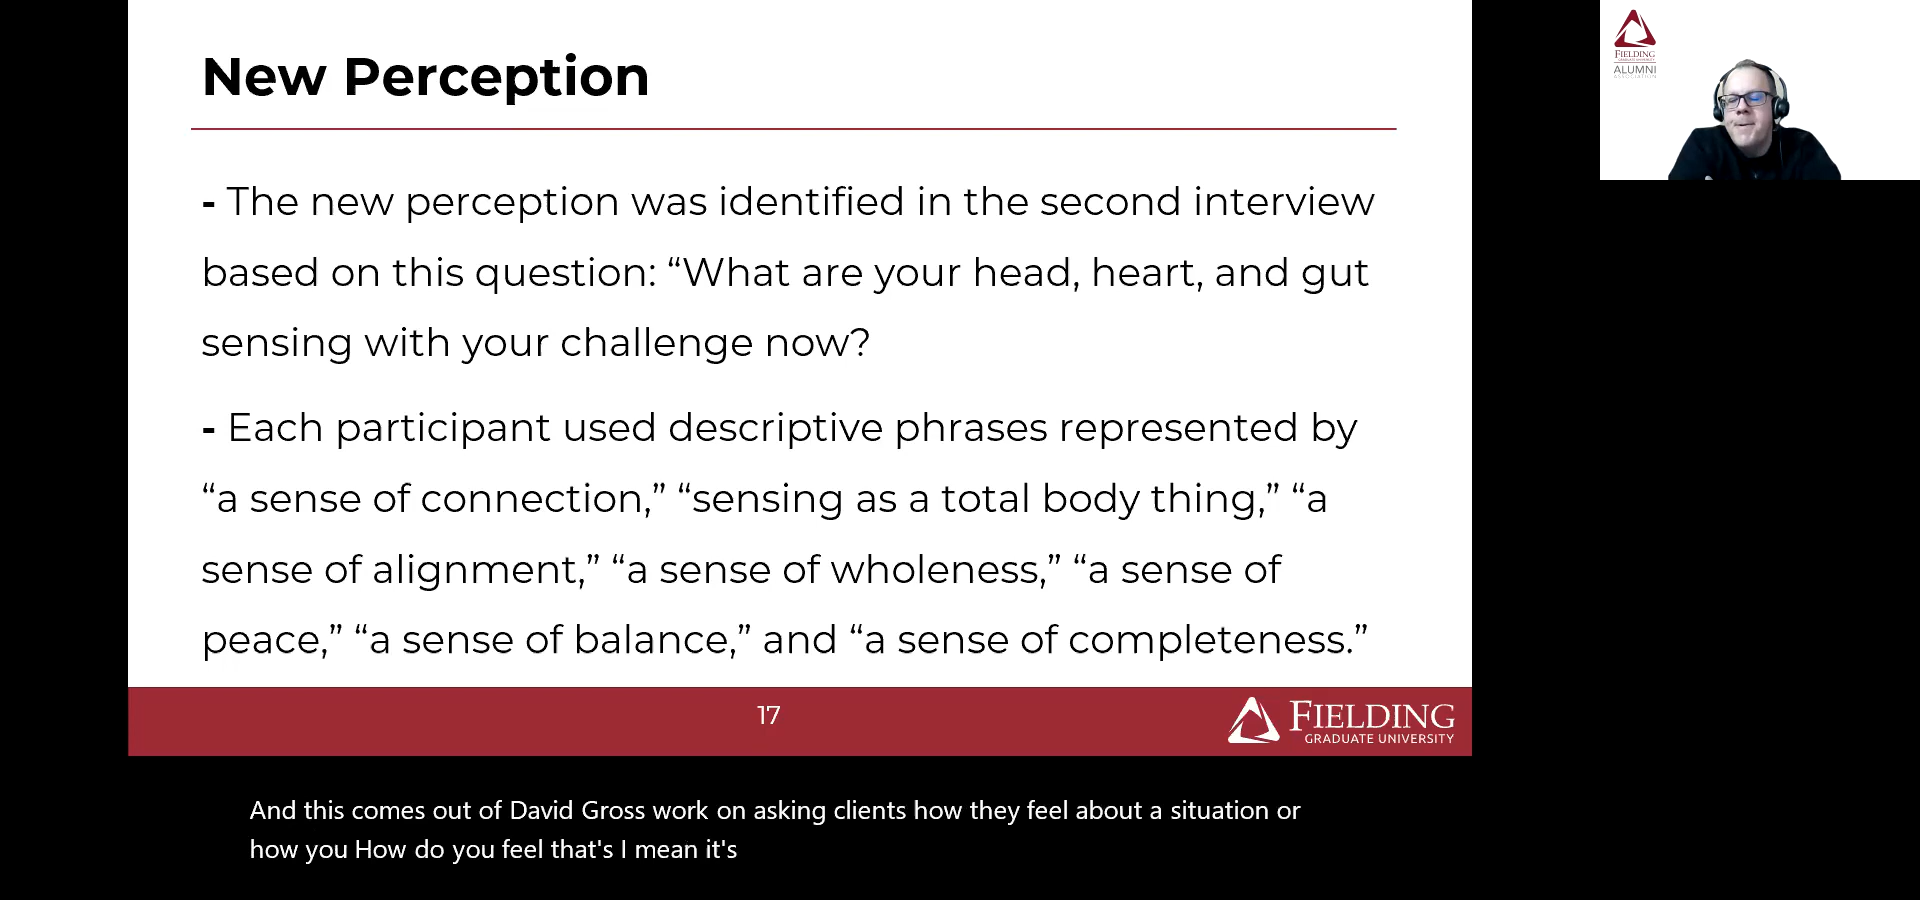 New Perception
- The new perception was identified in the second interview
based on this question: “What are your head, heart, and gut
sensing with your challenge now?
- Each participant used descriptive phrases represented by
“a sense of connection,” “sensing as a total body thing,” “a
sense of alignment,” “a sense of wholeness,” “a sense of
peace,” “a sense of balance,” and “a sense of completeness.”
17
FIELDING
GRADUATE UNIVERSITY
FIELDING
GRADUATE UNIVERSITY
ALUMNI
ASSOCIATION
And this comes out of David Gross work on asking clients how they feel about a situation or
how you How do you feel that's I mean it's